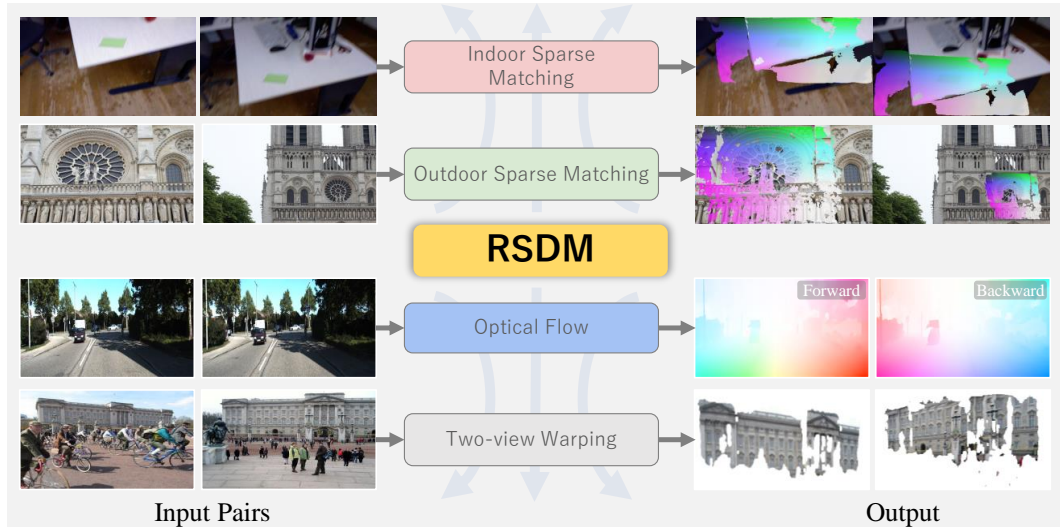 Indoor Sparse
Matching
Outdoor Sparse Matching
RSDM
Optical Flow
Forward
Backward
Two-view Warping
Input Pairs
Output